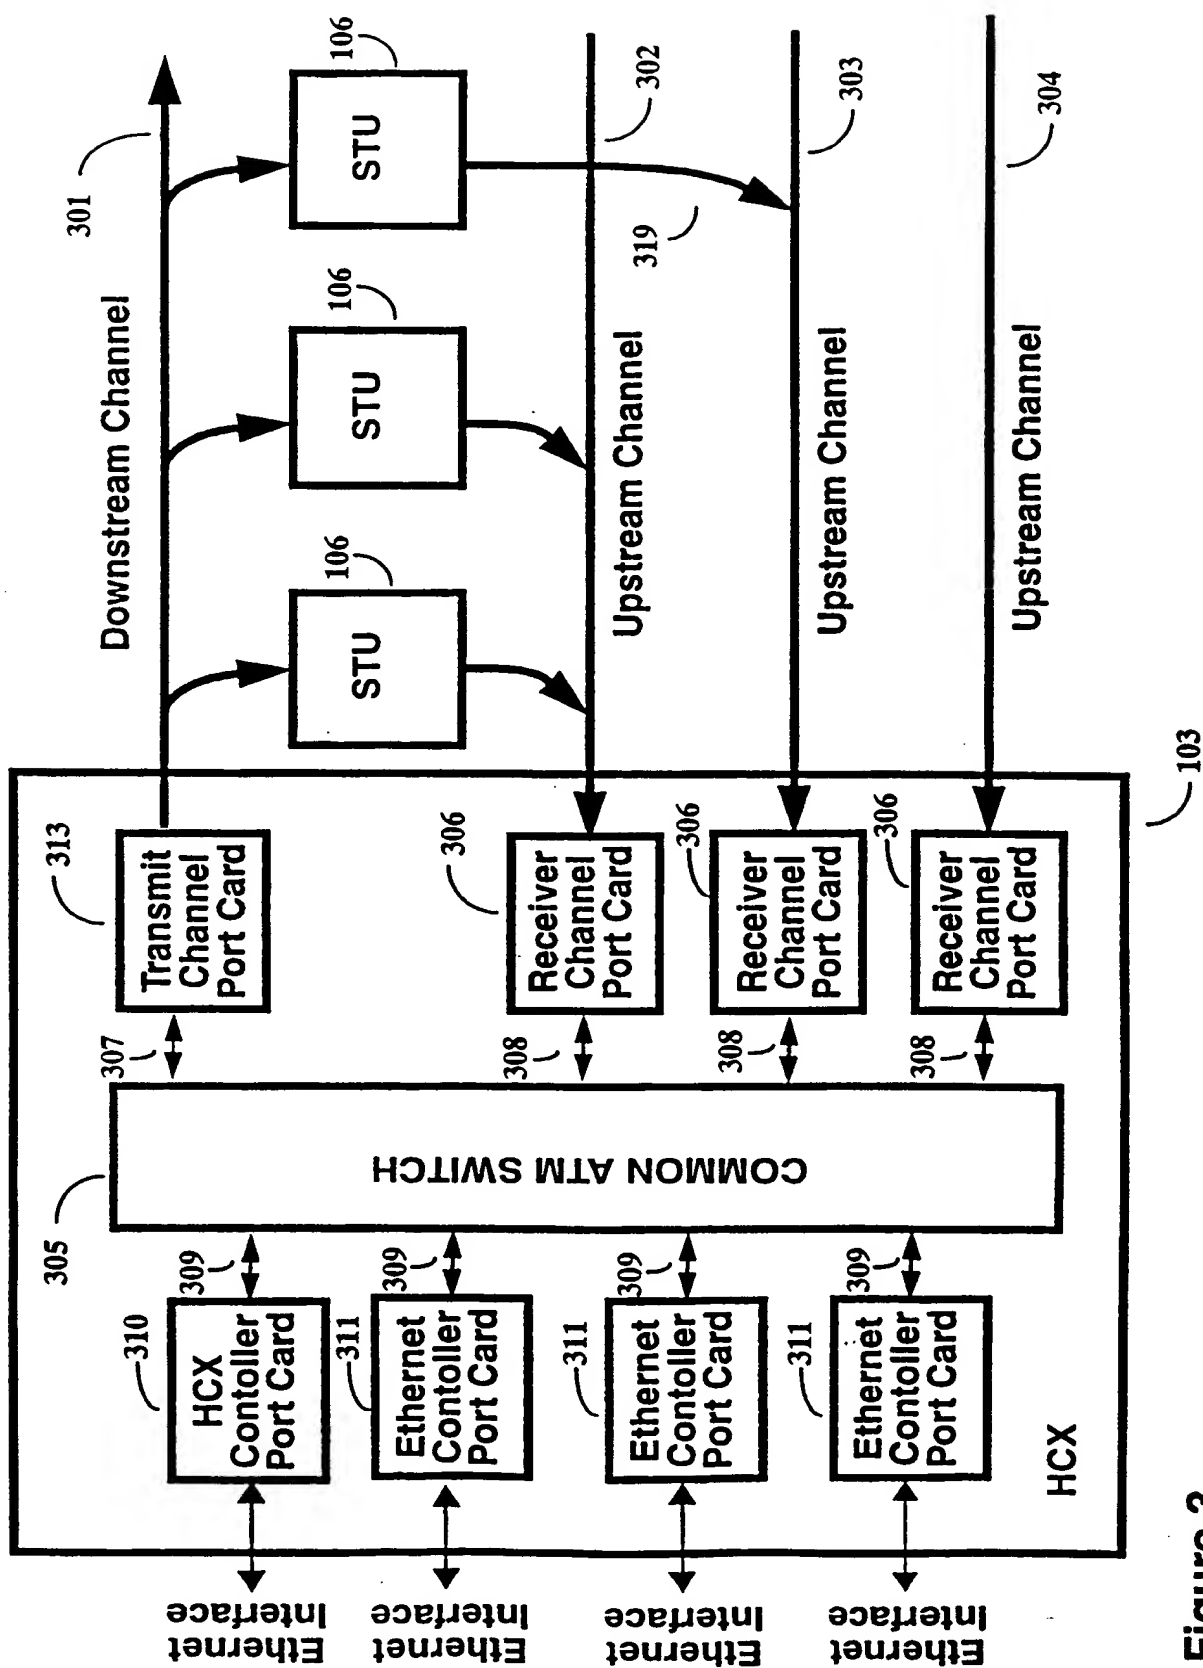 301
Downstream Channel
106
106
106
STU
STU
STU
319
302
Upstream Channel
303
Upstream Channel
304
Upstream Channel
313
Transmit
Channel
Port Card
307
306
Receiver
Channel
Port Card
308
306
Receiver
Channel
Port Card
308
306
Receiver
Channel
Port Card
308
305
COMMON ATM SWITCH
309
309
309
309
310
HCX
Contoller
Port Card
311
Ethernet
Contoller
Port Card
311
Ethernet
Contoller
Port Card
311
Ethernet
Contoller
Port Card
Ethernet
Interface
Ethernet
Interface
Ethernet
Interface
Ethernet
Interface
HCX
103
Figure 3